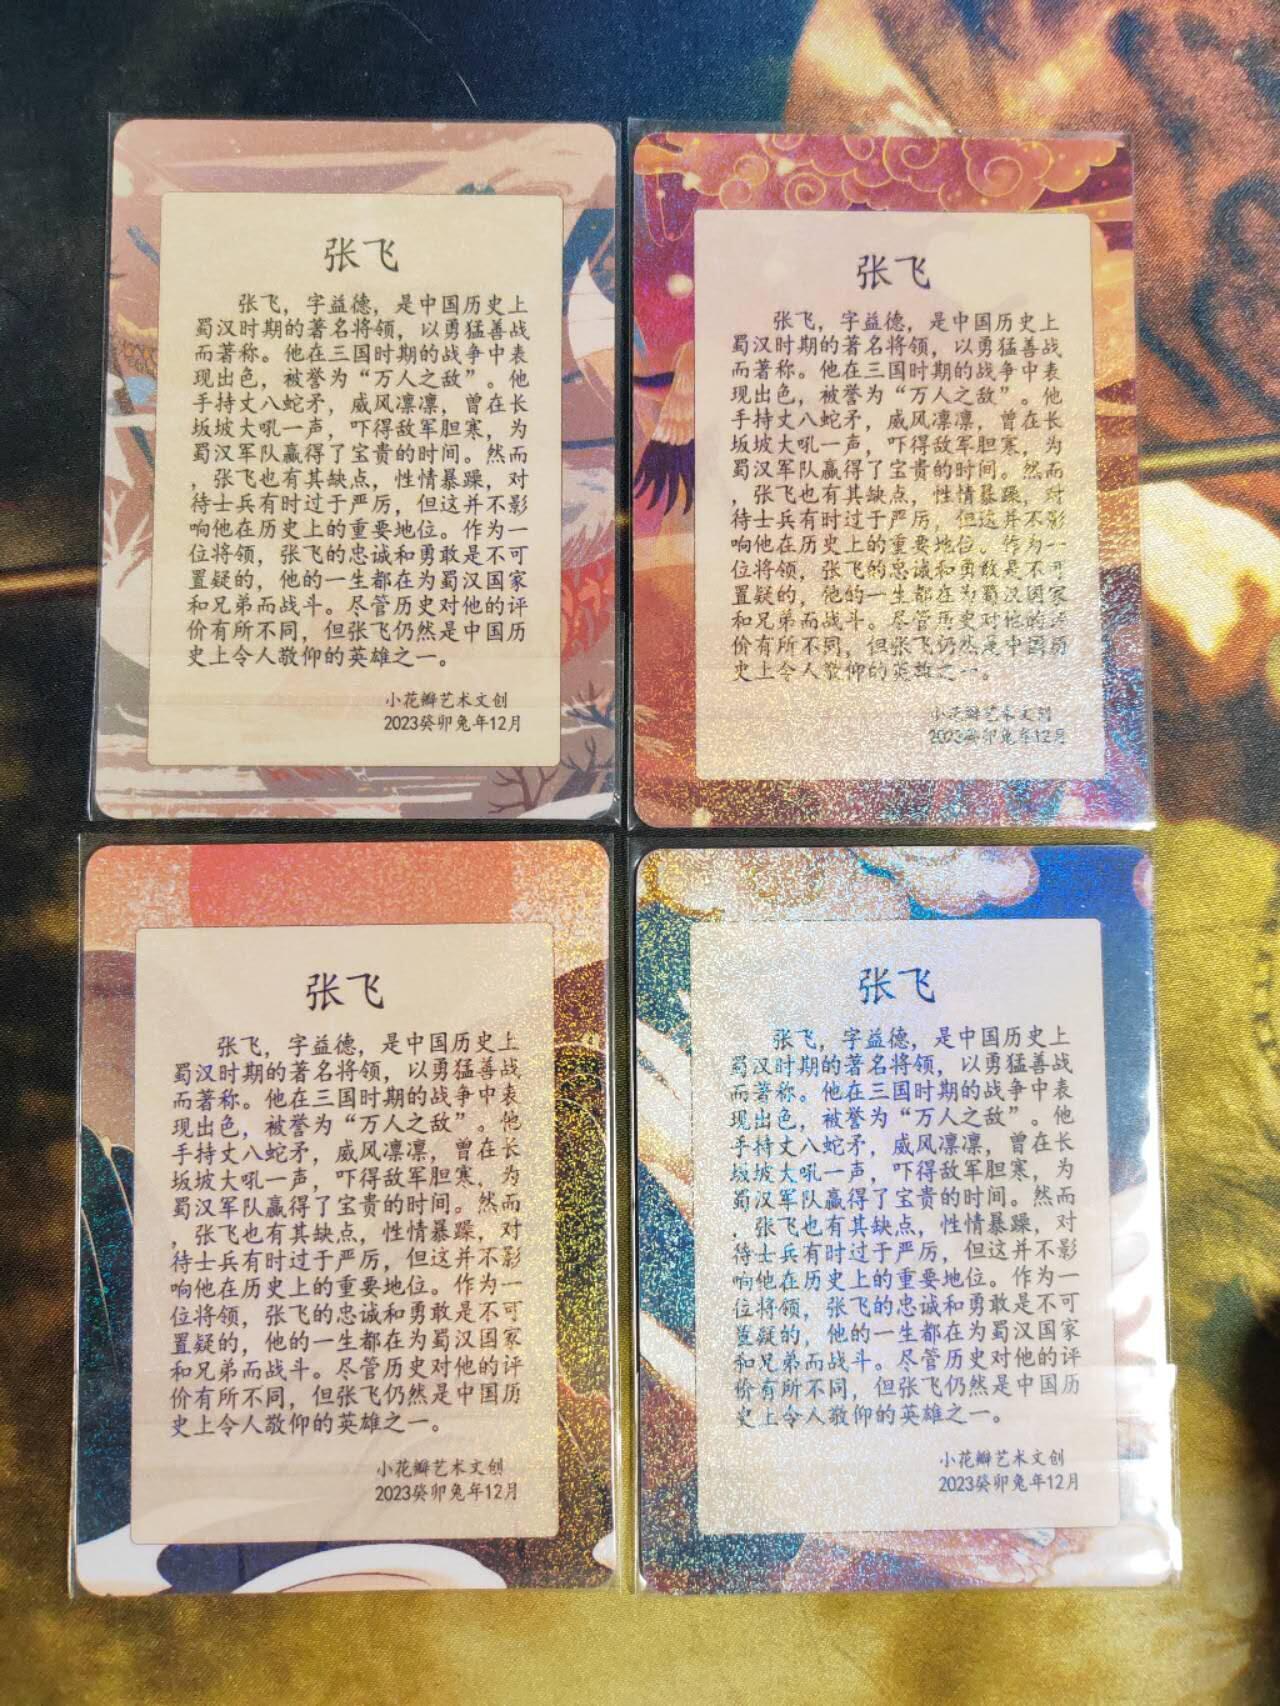 张飞
张飞，字益德，是中国历史上
蜀汉时期的著名将领，以勇猛善战
而著称。他在三国时期的战争中表
现出色，被誉为“万人之敌”。他
手持丈八蛇矛，威风凛凛，曾在长
坂坡大吼一声，吓得敌军胆寒，为
蜀汉军队赢得了宝贵的时间。然而
，张飞也有其缺点，性情暴躁，对
待士兵有时过于严厉，但这并不影
响他在历史上的重要地位。作为一
位将领，张飞的忠诚和勇敢是不可
置疑的，他的一生都在为蜀汉国家
和兄弟而战斗。尽管历史对他的评
价有所不同，但张飞仍然是中国历
史上令人敬仰的英雄之一。
小花瓣艺术文创
2023癸卯兔年12月
张飞
张飞，字益德，是中国历史上
蜀汉时期的著名将领，以勇猛善战
而著称。他在三国时期的战争中表
现出色，被誉为“万人之敌”。他
手持丈八蛇矛，威风凛凛，曾在长
坂坡大吼一声，吓得敌军胆寒，为
蜀汉军队赢得了宝贵的时间。然而
，张飞也有其缺点，性情暴躁，对
待士兵有时过于严厉，但这并不影
响他在历史上的重要地位。作为一
位将领，张飞的忠诚和勇敢是不可
置疑的，他的一生都在为蜀汉国家
和兄弟而战斗。尽管历史对他的评
价有所不同，但张飞仍然是中国历
史上令人敬仰的英雄之一。
小花瓣艺术文创
2023癸卯兔年12月
张飞
张飞，字益德，是中国历史上
蜀汉时期的著名将领，以勇猛善战
而著称。他在三国时期的战争中表
现出色，被誉为“万人之敌”。他
手持丈八蛇矛，威风凛凛，曾在长
坂坡大吼一声，吓得敌军胆寒，为
蜀汉军队赢得了宝贵的时间。然而
，张飞也有其缺点，性情暴躁，对
待士兵有时过于严厉，但这并不影
响他在历史上的重要地位。作为一
位将领，张飞的忠诚和勇敢是不可
置疑的，他的一生都在为蜀汉国家
和兄弟而战斗。尽管历史对他的评
价有所不同，但张飞仍然是中国历
史上令人敬仰的英雄之一。
小花瓣艺术文创
2023癸卯兔年12月
张飞
张飞，字益德，是中国历史上
蜀汉时期的著名将领，以勇猛善战
而著称。他在三国时期的战争中表
现出色，被誉为“万人之敌”。他
手持丈八蛇矛，威风凛凛，曾在长
坂坡大吼一声，吓得敌军胆寒，为
蜀汉军队赢得了宝贵的时间。然而
，张飞也有其缺点，性情暴躁，对
待士兵有时过于严厉，但这并不影
响他在历史上的重要地位。作为一
位将领，张飞的忠诚和勇敢是不可
置疑的，他的一生都在为蜀汉国家
和兄弟而战斗。尽管历史对他的评
价有所不同，但张飞仍然是中国历
史上令人敬仰的英雄之一。
小花瓣艺术文创
2023癸卯兔年12月